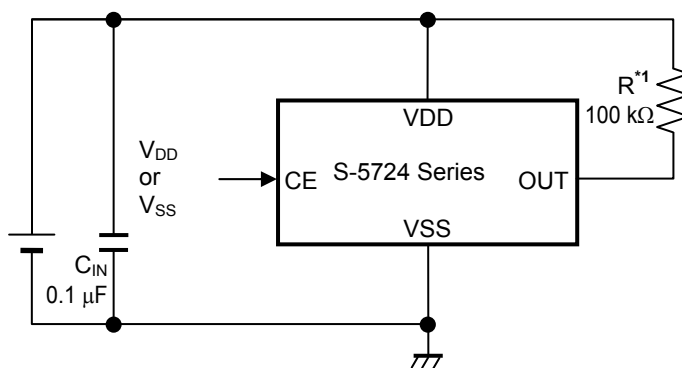 R*1
100 kΩ
VDD
VDD
or
VSS
CE
S-5724 Series
OUT
VSS
CIN
0.1 μF